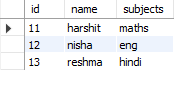 id name subjects
11 harshit maths
12 nisha eng
13 reshma hindi